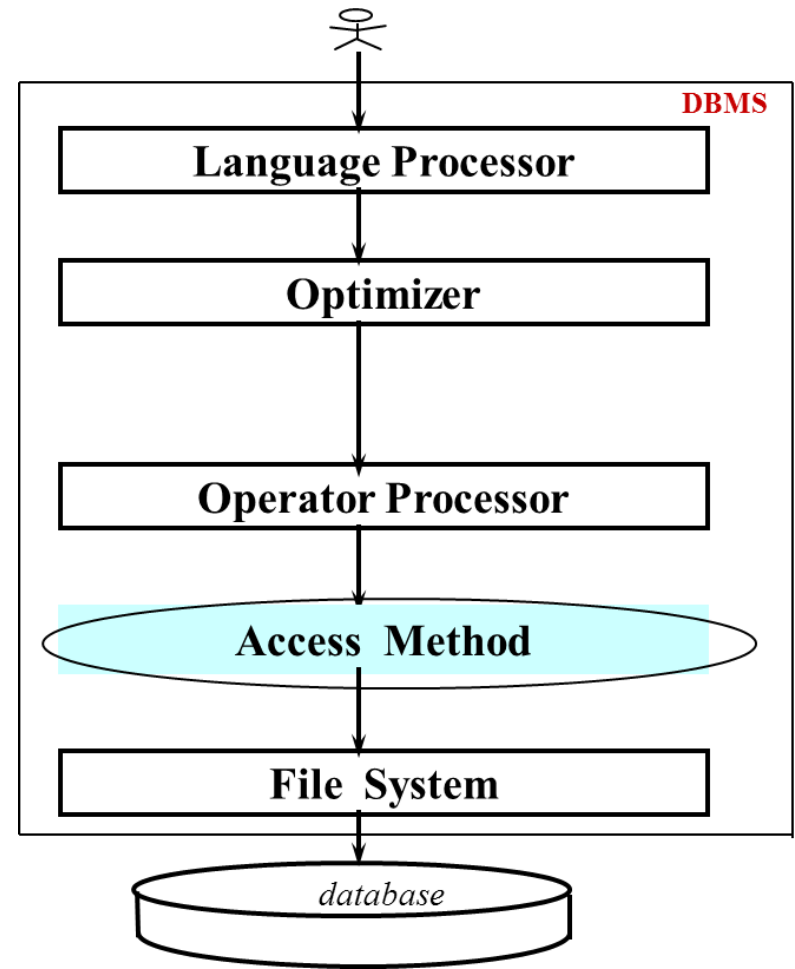 DBMS
Language Processor
Optimizer
Operator Processor
Access Method
File System
database